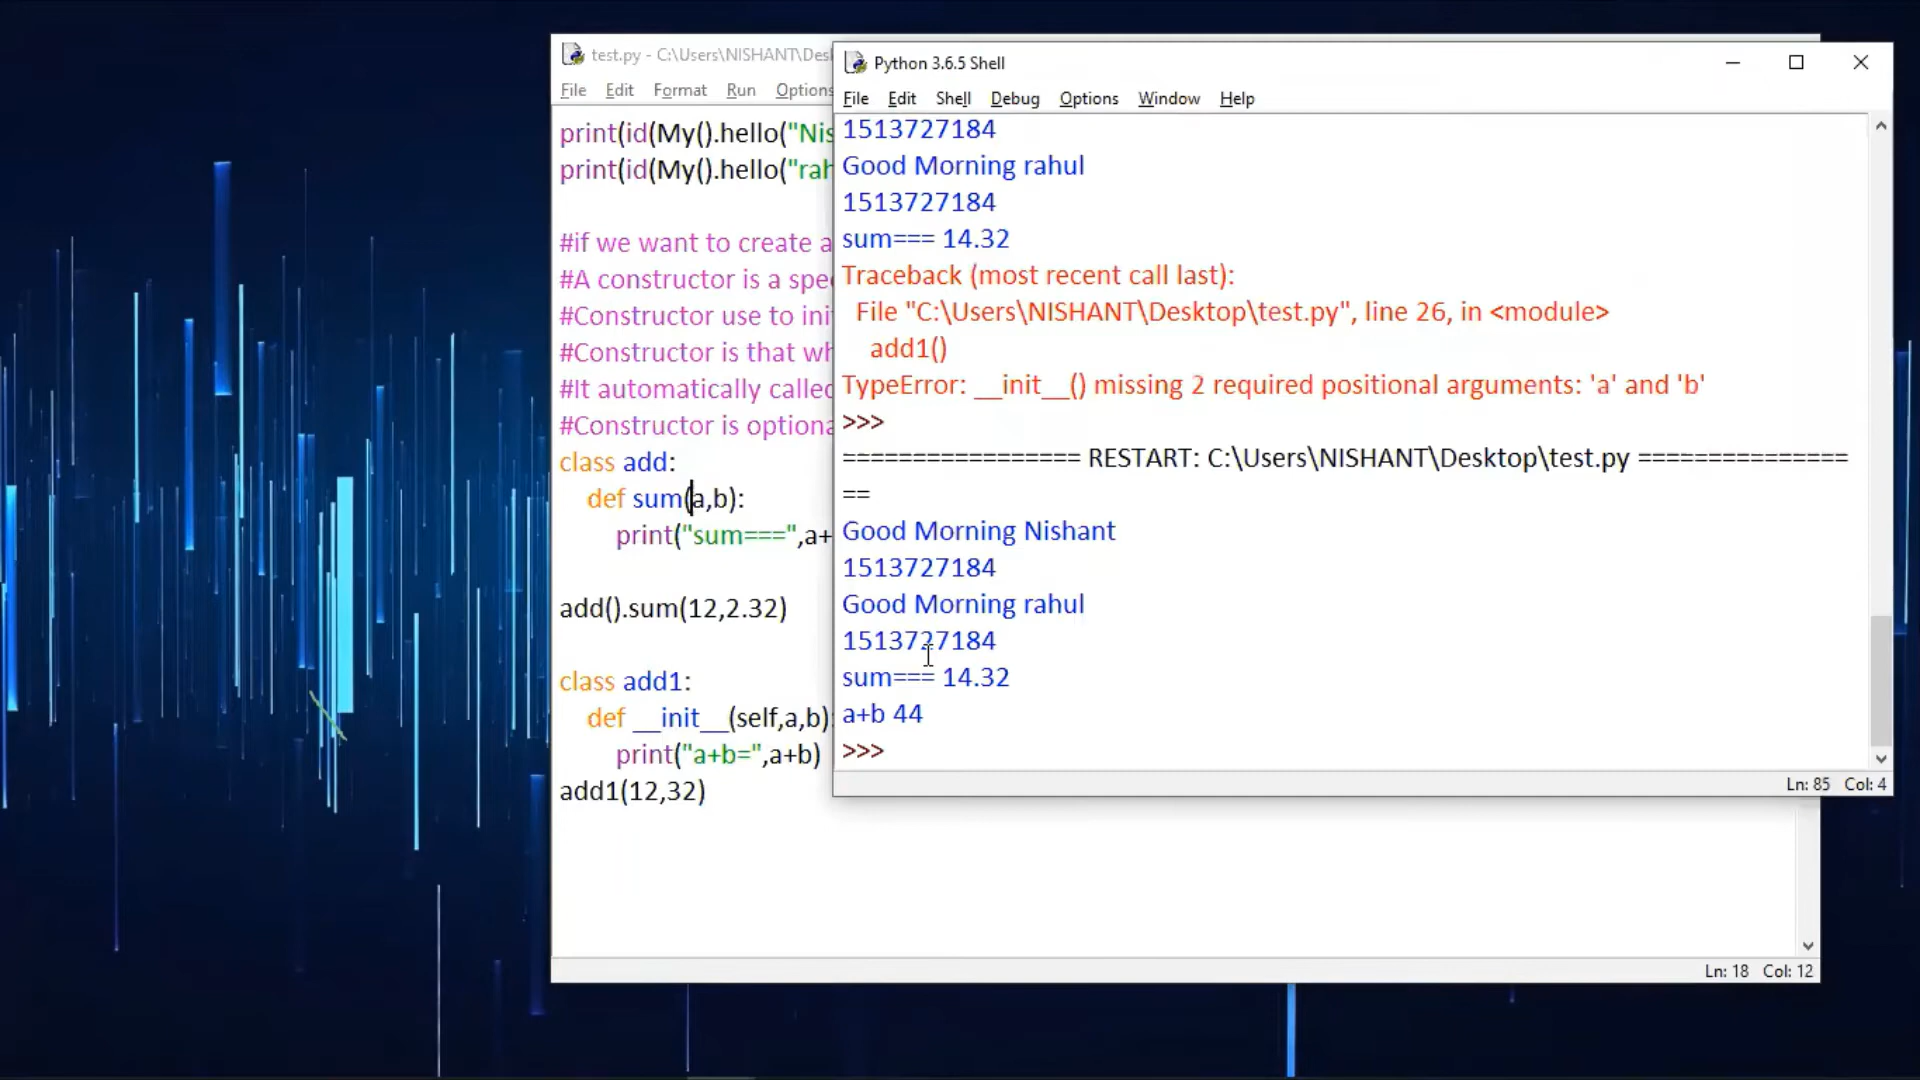 test.py - C:\Users\NISHANT\Des
File Edit Format Run Options
print(id(My().hello("Nis
print(id(My().hello("rah
#if we want to create a
#A constructor is a spe
#Constructor use to ini
#Constructor is that wh
#It automatically called
#Constructor is optiona
class add:
def sum(a,b):
print("sum===",a+
add().sum(12,2.32)
class add1:
def __init__(self,a,b):
print("a+b=",a+b)
add1(12,32)
Ln: 18 Col: 12
Python 3.6.5 Shell
File Edit Shell Debug Options Window Help
1513727184
Good Morning rahul
1513727184
sum=== 14.32
Traceback (most recent call last):
File "C:\Users\NISHANT\Desktop\test.py", line 26, in <module>
add1()
TypeError: __init__() missing 2 required positional arguments: 'a' and 'b'
>>>
================= RESTART: C:\Users\NISHANT\Desktop\test.py ===============
==
Good Morning Nishant
1513727184
Good Morning rahul
1513727184
sum=== 14.32
a+b 44
>>>
Ln: 85 Col: 4